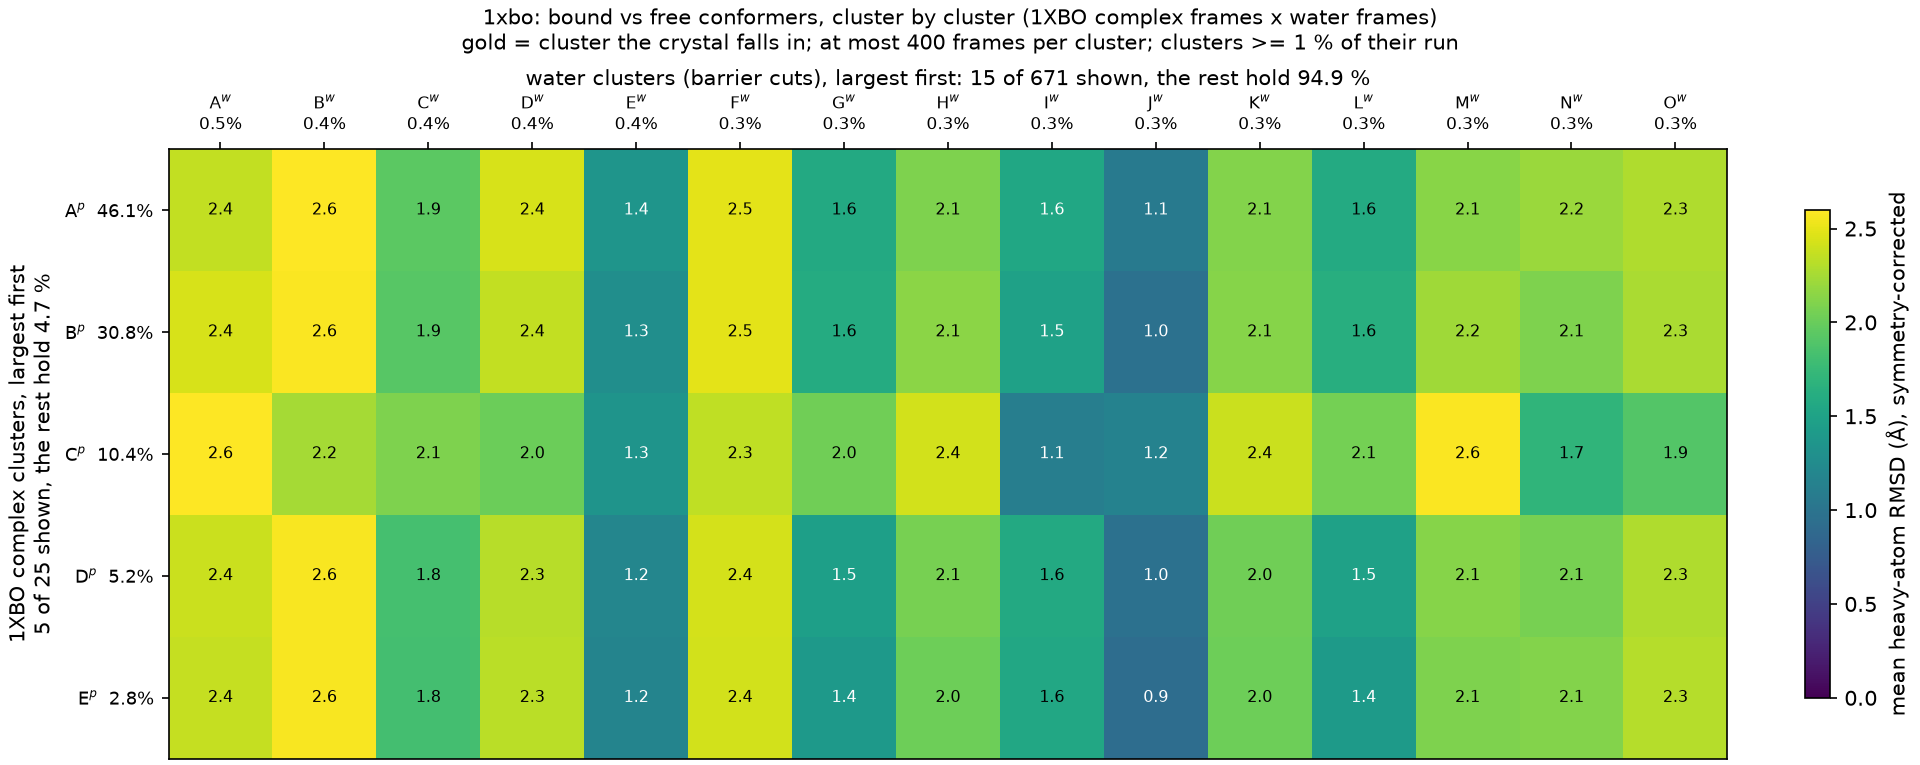 1xbo: bound vs free conformers, cluster by cluster (1XBO complex frames x water frames)
gold = cluster the crystal falls in; at most 400 frames per cluster; clusters >= 1 % of their run
water clusters (barrier cuts), largest first: 15 of 671 shown, the rest hold 94.9 %
A^w B^w C^w D^w E^w F^w G^w H^w I^w J^w K^w L^w M^w N^w O^w
0.5% 0.4% 0.4% 0.4% 0.4% 0.3% 0.3% 0.3% 0.3% 0.3% 0.3% 0.3% 0.3% 0.3% 0.3%
A^p 46.1% 2.4 2.6 1.9 2.4 1.4 2.5 1.6 2.1 1.6 1.1 2.1 1.6 2.1 2.2 2.3
B^p 30.8% 2.4 2.6 1.9 2.4 1.3 2.5 1.6 2.1 1.5 1.0 2.1 1.6 2.2 2.1 2.3
C^p 10.4% 2.6 2.2 2.1 2.0 1.3 2.3 2.0 2.4 1.1 1.2 2.4 2.1 2.6 1.7 1.9
D^p 5.2% 2.4 2.6 1.8 2.3 1.2 2.4 1.5 2.1 1.6 1.0 2.0 1.5 2.1 2.1 2.3
E^p 2.8% 2.4 2.6 1.8 2.3 1.2 2.4 1.4 2.0 1.6 0.9 2.0 1.4 2.1 2.1 2.3
1XBO complex clusters, largest first
5 of 25 shown, the rest hold 4.7 %
2.5
2.0
1.5
1.0
0.5
0.0
mean heavy-atom RMSD (Å), symmetry-corrected